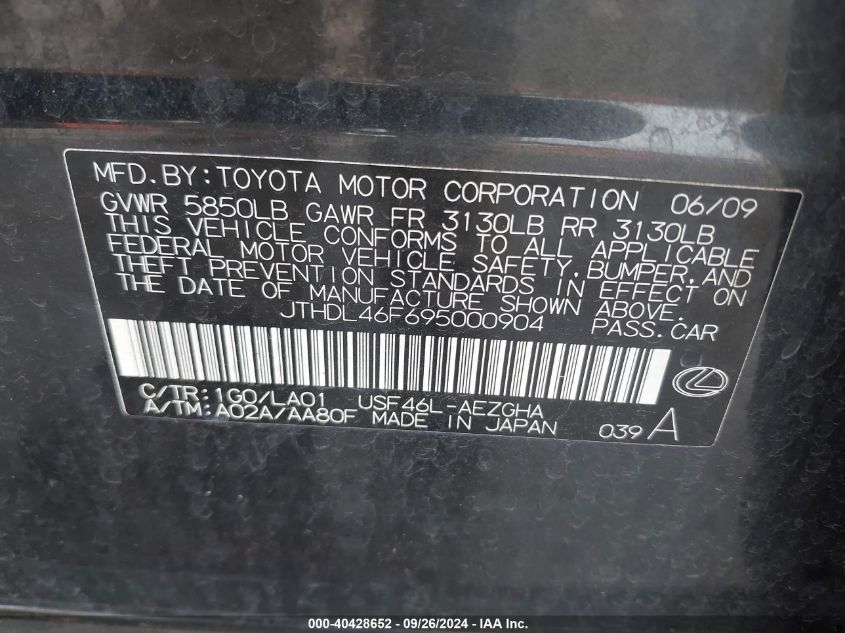 MFD.BY:TOYOTA MOTOR CORPORATION 06/09
GVWR 5850LB GAWR FR 3130LB RR 3130LB
THIS VEHICLE CONFORMS TO ALL APPLICABLE
FEDERAL MOTOR VEHICLE SAFETY,BUMPER,AND
THEFT PREVENTION STANDARDS IN EFFECT ON
THE DATE OF MANUFACTURE SHOWN ABOVE.
JTHDL46F695000904 PASS.CAR
C/TR:1G0/LA01 USF46L-AEZGHA
A/TM:A02A/AA80F MADE IN JAPAN 039 A
000-40428652 / 09/26/2024 - IAA Inc.